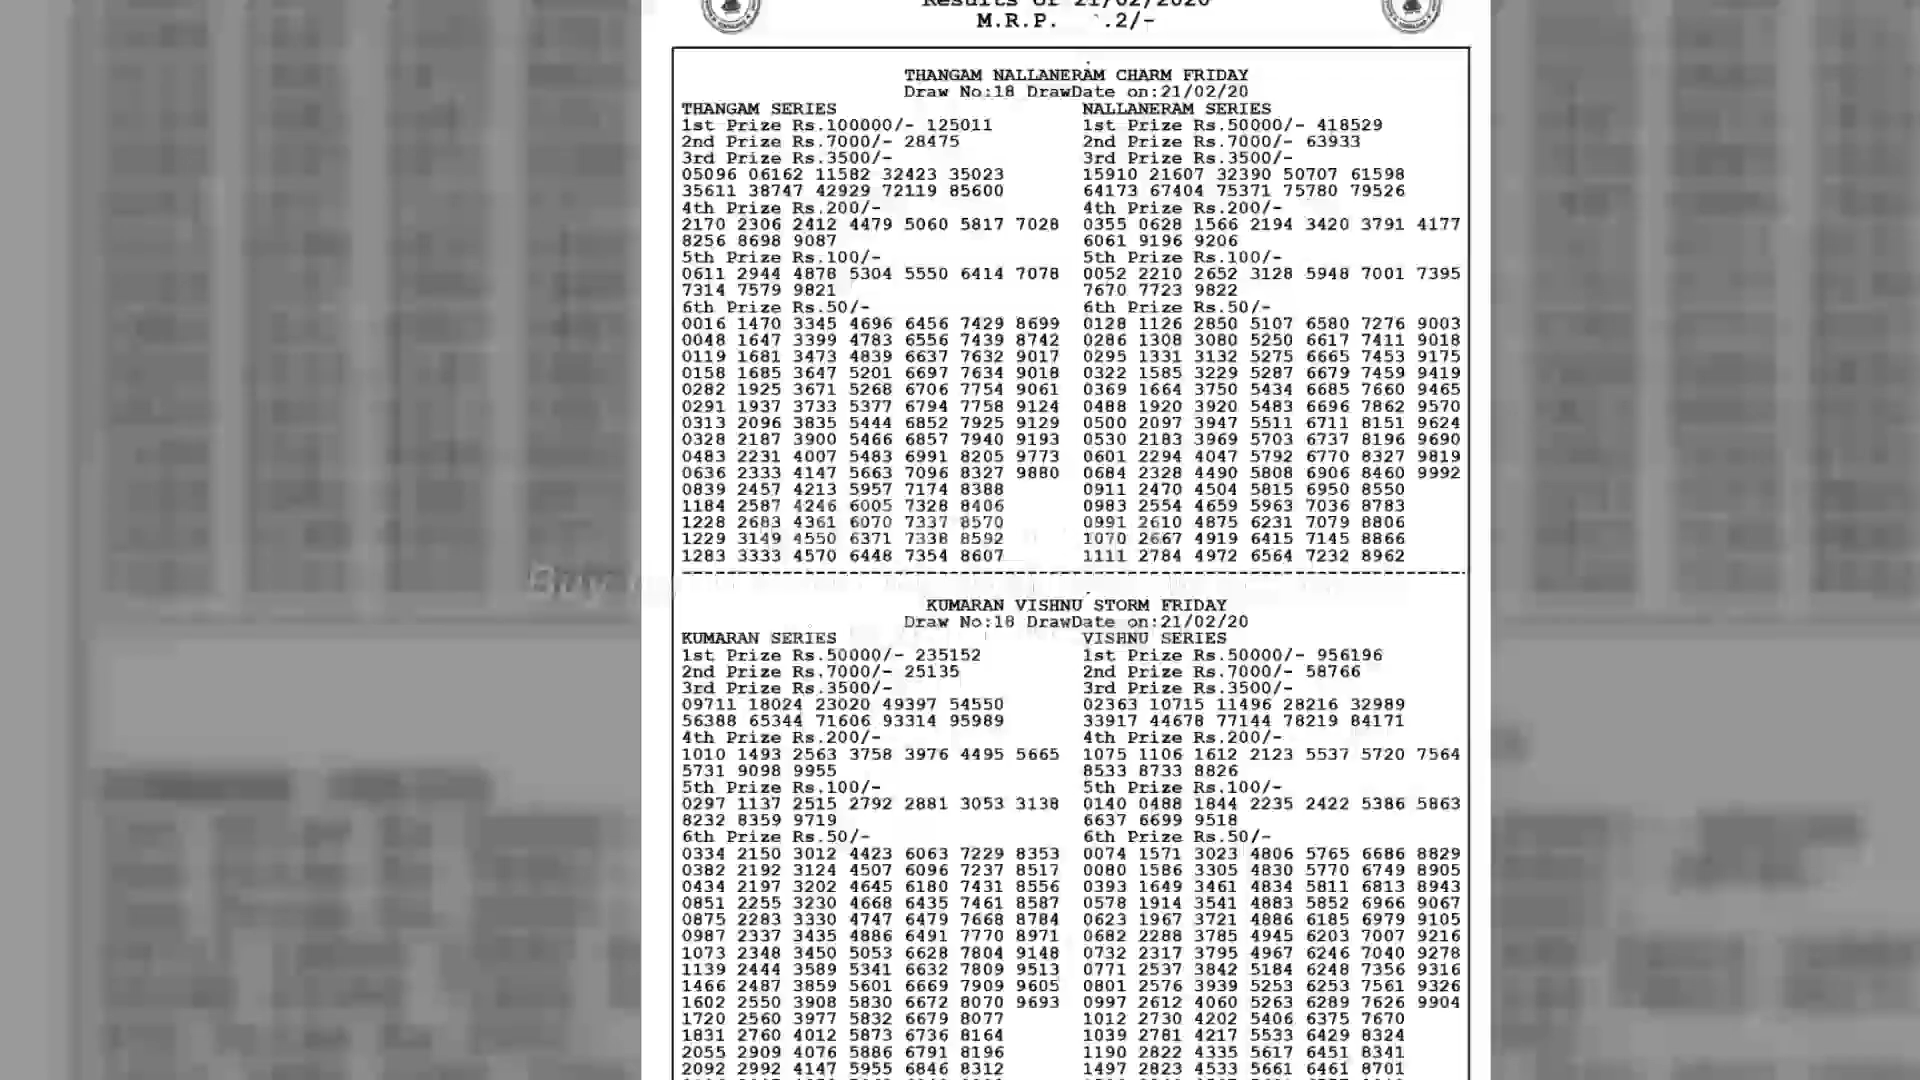 Results of 21/02/2020
M.R.P. `.2/-
THANGAM NALLANERAM CHARM FRIDAY
Draw No:18 DrawDate on:21/02/20
THANGAM SERIES
1st Prize Rs.100000/- 125011
2nd Prize Rs.7000/- 28475
3rd Prize Rs.3500/-
05096 06162 11582 32423 35023
35611 38747 42929 72119 85600
4th Prize Rs.200/-
2170 2306 2412 4479 5060 5817 7028
8256 8698 9087
5th Prize Rs.100/-
0611 2944 4878 5304 5550 6414 7078
7314 7579 9821
6th Prize Rs.50/-
0016 1470 3345 4696 6456 7429 8699
0048 1647 3399 4783 6556 7439 8742
0119 1681 3473 4839 6637 7632 9017
0158 1685 3647 5201 6697 7634 9018
0282 1925 3671 5268 6706 7754 9061
0291 1937 3733 5377 6794 7758 9124
0313 2096 3835 5444 6852 7925 9129
0328 2187 3900 5466 6857 7940 9193
0483 2231 4007 5483 6991 8205 9773
0636 2333 4147 5663 7096 8327 9880
0839 2457 4213 5957 7174 8388
1184 2587 4246 6005 7328 8406
1228 2683 4361 6070 7337 8570
1229 3149 4550 6371 7338 8592
1283 3333 4570 6448 7354 8607
NALLANERAM SERIES
1st Prize Rs.50000/- 418529
2nd Prize Rs.7000/- 63933
3rd Prize Rs.3500/-
15910 21607 32390 50707 61598
64173 67404 75371 75780 79526
4th Prize Rs.200/-
0355 0628 1566 2194 3420 3791 4177
6061 9196 9206
5th Prize Rs.100/-
0052 2210 2652 3128 5948 7001 7395
7670 7723 9822
6th Prize Rs.50/-
0128 1126 2850 5107 6580 7276 9003
0286 1308 3080 5250 6617 7411 9018
0295 1331 3132 5275 6665 7453 9175
0322 1585 3229 5287 6679 7459 9419
0369 1664 3750 5434 6685 7660 9465
0488 1920 3920 5483 6696 7862 9570
0500 2097 3947 5511 6711 8151 9624
0530 2183 3969 5703 6737 8196 9690
0601 2294 4047 5792 6770 8327 9819
0684 2328 4490 5808 6906 8460 9992
0911 2470 4504 5815 6950 8550
0983 2554 4659 5963 7036 8783
0991 2610 4875 6231 7079 8806
1070 2667 4919 6415 7145 8866
1111 2784 4972 6564 7232 8962
Buy
KUMARAN VISHNU STORM FRIDAY
Draw No:18 DrawDate on:21/02/20
KUMARAN SERIES
1st Prize Rs.50000/- 235152
2nd Prize Rs.7000/- 25135
3rd Prize Rs.3500/-
09711 18024 23020 49397 54550
56388 65344 71606 93314 95989
4th Prize Rs.200/-
1010 1493 2563 3758 3976 4495 5665
5731 9098 9955
5th Prize Rs.100/-
0297 1137 2515 2792 2881 3053 3138
8232 8359 9719
6th Prize Rs.50/-
0334 2150 3012 4423 6063 7229 8353
0382 2192 3124 4507 6096 7237 8517
0434 2197 3202 4645 6180 7431 8556
0851 2255 3230 4668 6435 7461 8587
0875 2283 3330 4747 6479 7668 8784
0987 2337 3435 4886 6491 7770 8971
1073 2348 3450 5053 6628 7804 9148
1139 2444 3589 5341 6632 7809 9513
1466 2487 3859 5601 6669 7909 9605
1602 2550 3908 5830 6672 8070 9693
1720 2560 3977 5832 6679 8077
1831 2760 4012 5873 6736 8164
2055 2909 4076 5886 6791 8196
2092 2992 4147 5955 6846 8312
VISHNU SERIES
1st Prize Rs.50000/- 956196
2nd Prize Rs.7000/- 58766
3rd Prize Rs.3500/-
02363 10715 11496 28216 32989
33917 44678 77144 78219 84171
4th Prize Rs.200/-
1075 1106 1612 2123 5537 5720 7564
8533 8733 8826
5th Prize Rs.100/-
0140 0488 1844 2235 2422 5386 5863
6637 6699 9518
6th Prize Rs.50/-
0074 1571 3023 4806 5765 6686 8829
0080 1586 3305 4830 5770 6749 8905
0393 1649 3461 4834 5811 6813 8943
0578 1914 3541 4883 5852 6966 9067
0623 1967 3721 4886 6185 6979 9105
0682 2288 3785 4945 6203 7007 9216
0732 2317 3795 4967 6246 7040 9278
0771 2537 3842 5184 6248 7356 9316
0801 2576 3939 5253 6253 7561 9326
0997 2612 4060 5263 6289 7626 9904
1012 2730 4202 5406 6375 7670
1039 2781 4217 5533 6429 8324
1190 2822 4335 5617 6451 8341
1497 2823 4533 5661 6461 8701